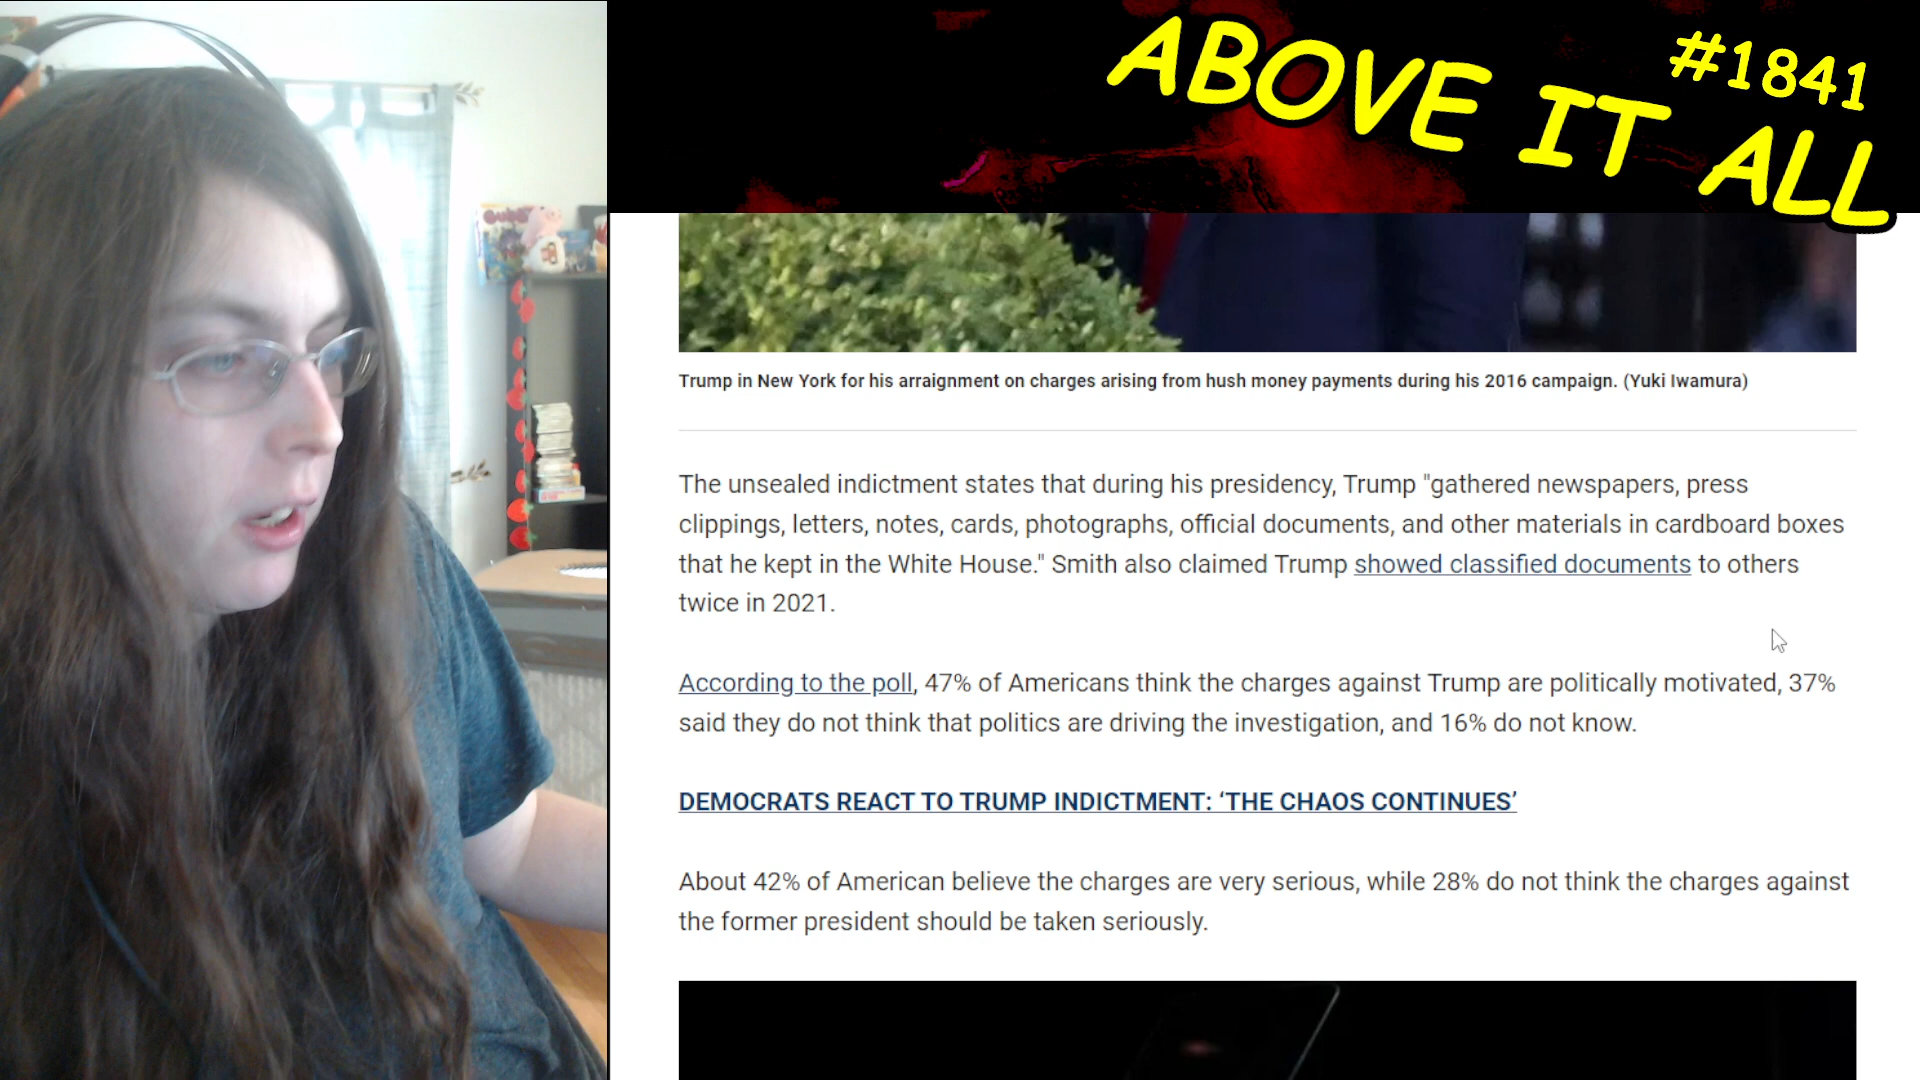 #1841
ABOVE IT ALL
Trump in New York for his arraignment on charges arising from hush money payments during his 2016 campaign. (Yuki Iwamura)
The unsealed indictment states that during his presidency, Trump "gathered newspapers, press
clippings, letters, notes, cards, photographs, official documents, and other materials in cardboard boxes
that he kept in the White House." Smith also claimed Trump showed classified documents to others
twice in 2021.
According to the poll, 47% of Americans think the charges against Trump are politically motivated, 37%
said they do not think that politics are driving the investigation, and 16% do not know.
DEMOCRATS REACT TO TRUMP INDICTMENT: ‘THE CHAOS CONTINUES’
About 42% of American believe the charges are very serious, while 28% do not think the charges against
the former president should be taken seriously.